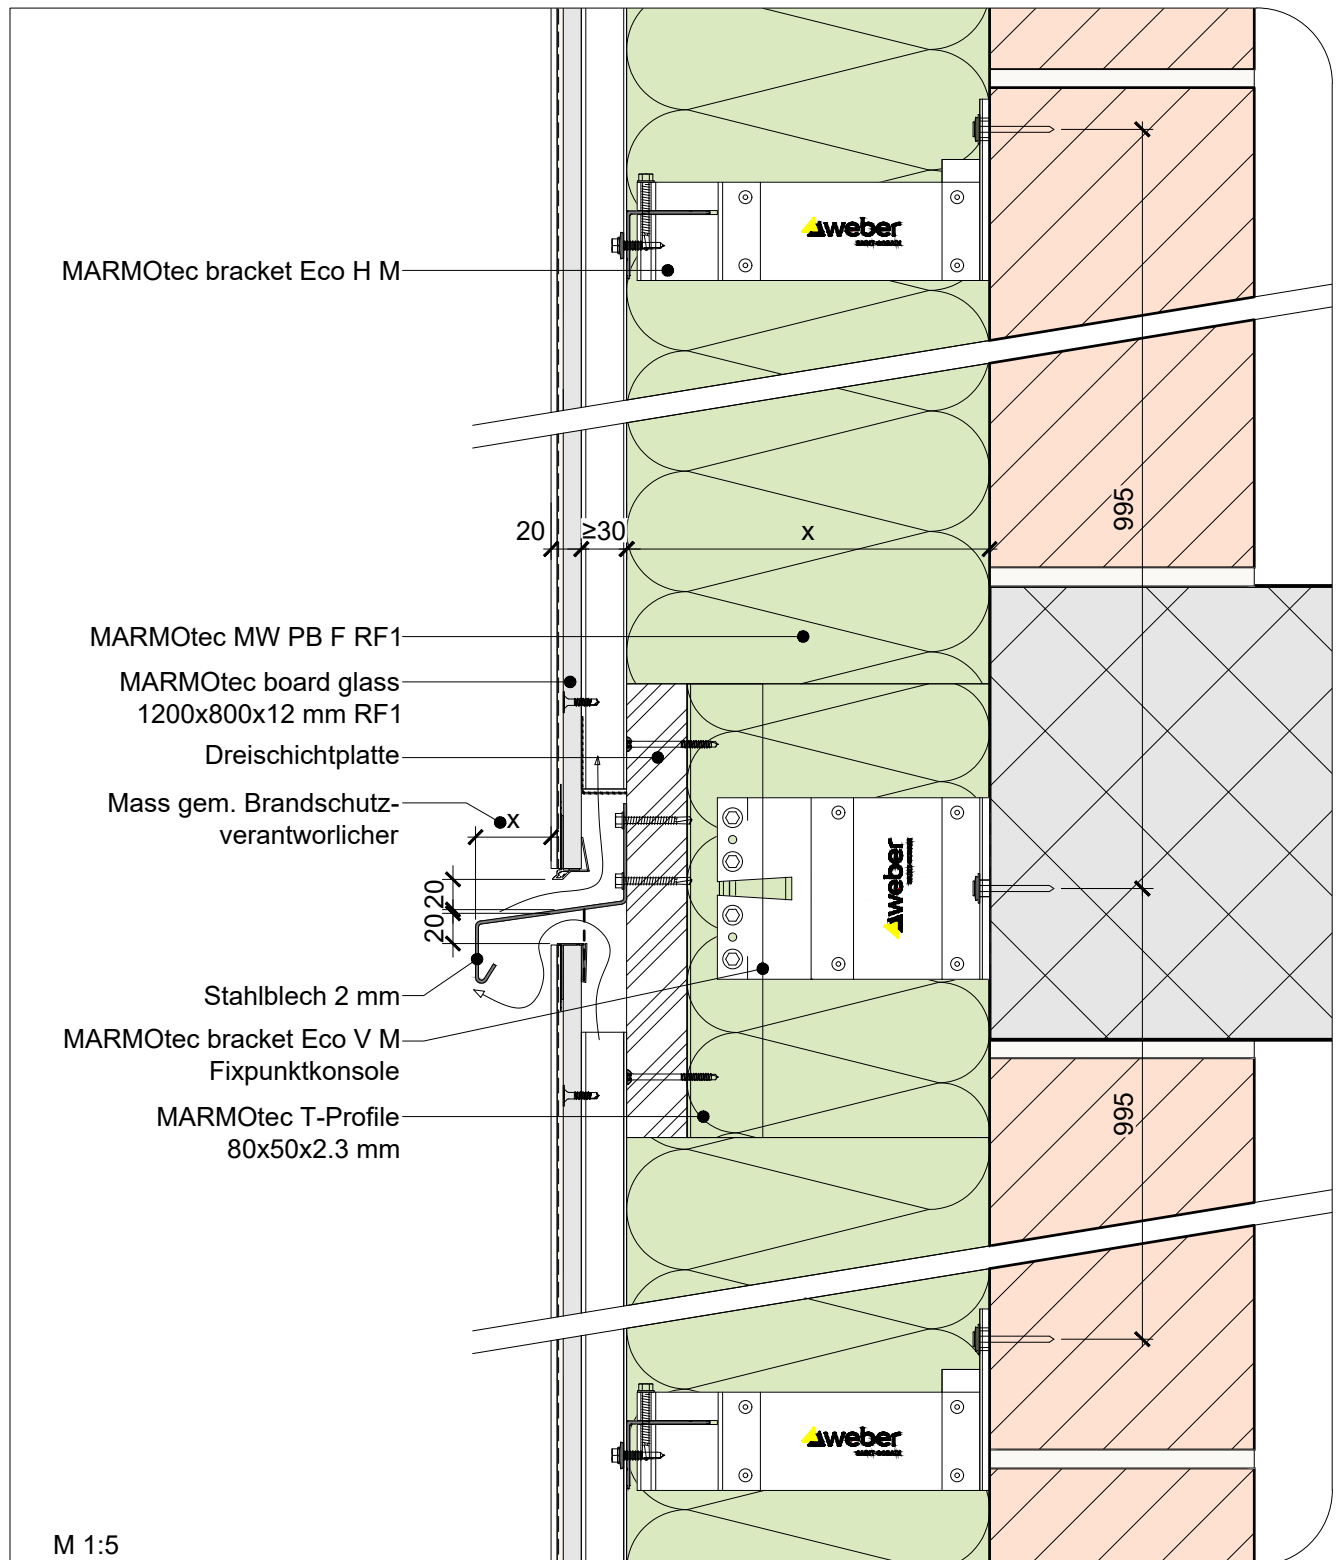 weber
MARMOtec bracket Eco H M
995
20
≥30
x
MARMOtec MW PB F RF1
MARMOtec board glass
1200x800x12 mm RF1
Dreischichtplatte
Mass gem. Brandschutz-
verantworlicher
x
20
20
weber
Stahlblech 2 mm
MARMOtec bracket Eco V M
Fixpunktkonsole
MARMOtec T-Profile
80x50x2.3 mm
995
weber
M 1:5